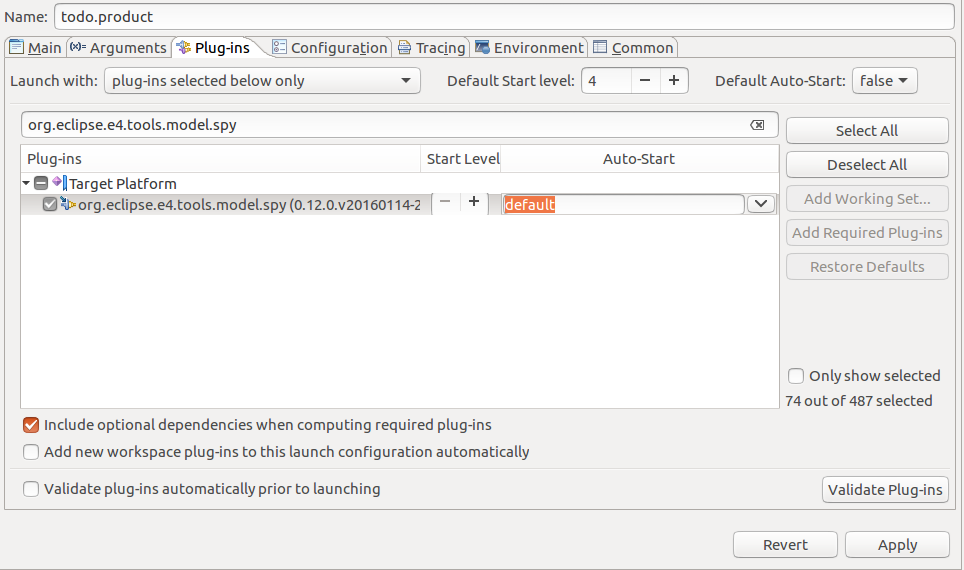 Name: todo.product
Main (x)= Arguments Plug-ins Configuration Tracing Environment Common
Launch with: plug-ins selected below only Default Start level: 4 − + Default Auto-Start: false
org.eclipse.e4.tools.model.spy
Select All
Plug-ins Start Level Auto-Start
Deselect All
Target Platform
org.eclipse.e4.tools.model.spy (0.12.0.v20160114-2 − + default
Add Working Set...
Add Required Plug-ins
Restore Defaults
Only show selected
74 out of 487 selected
Include optional dependencies when computing required plug-ins
Add new workspace plug-ins to this launch configuration automatically
Validate plug-ins automatically prior to launching
Validate Plug-ins
Revert Apply